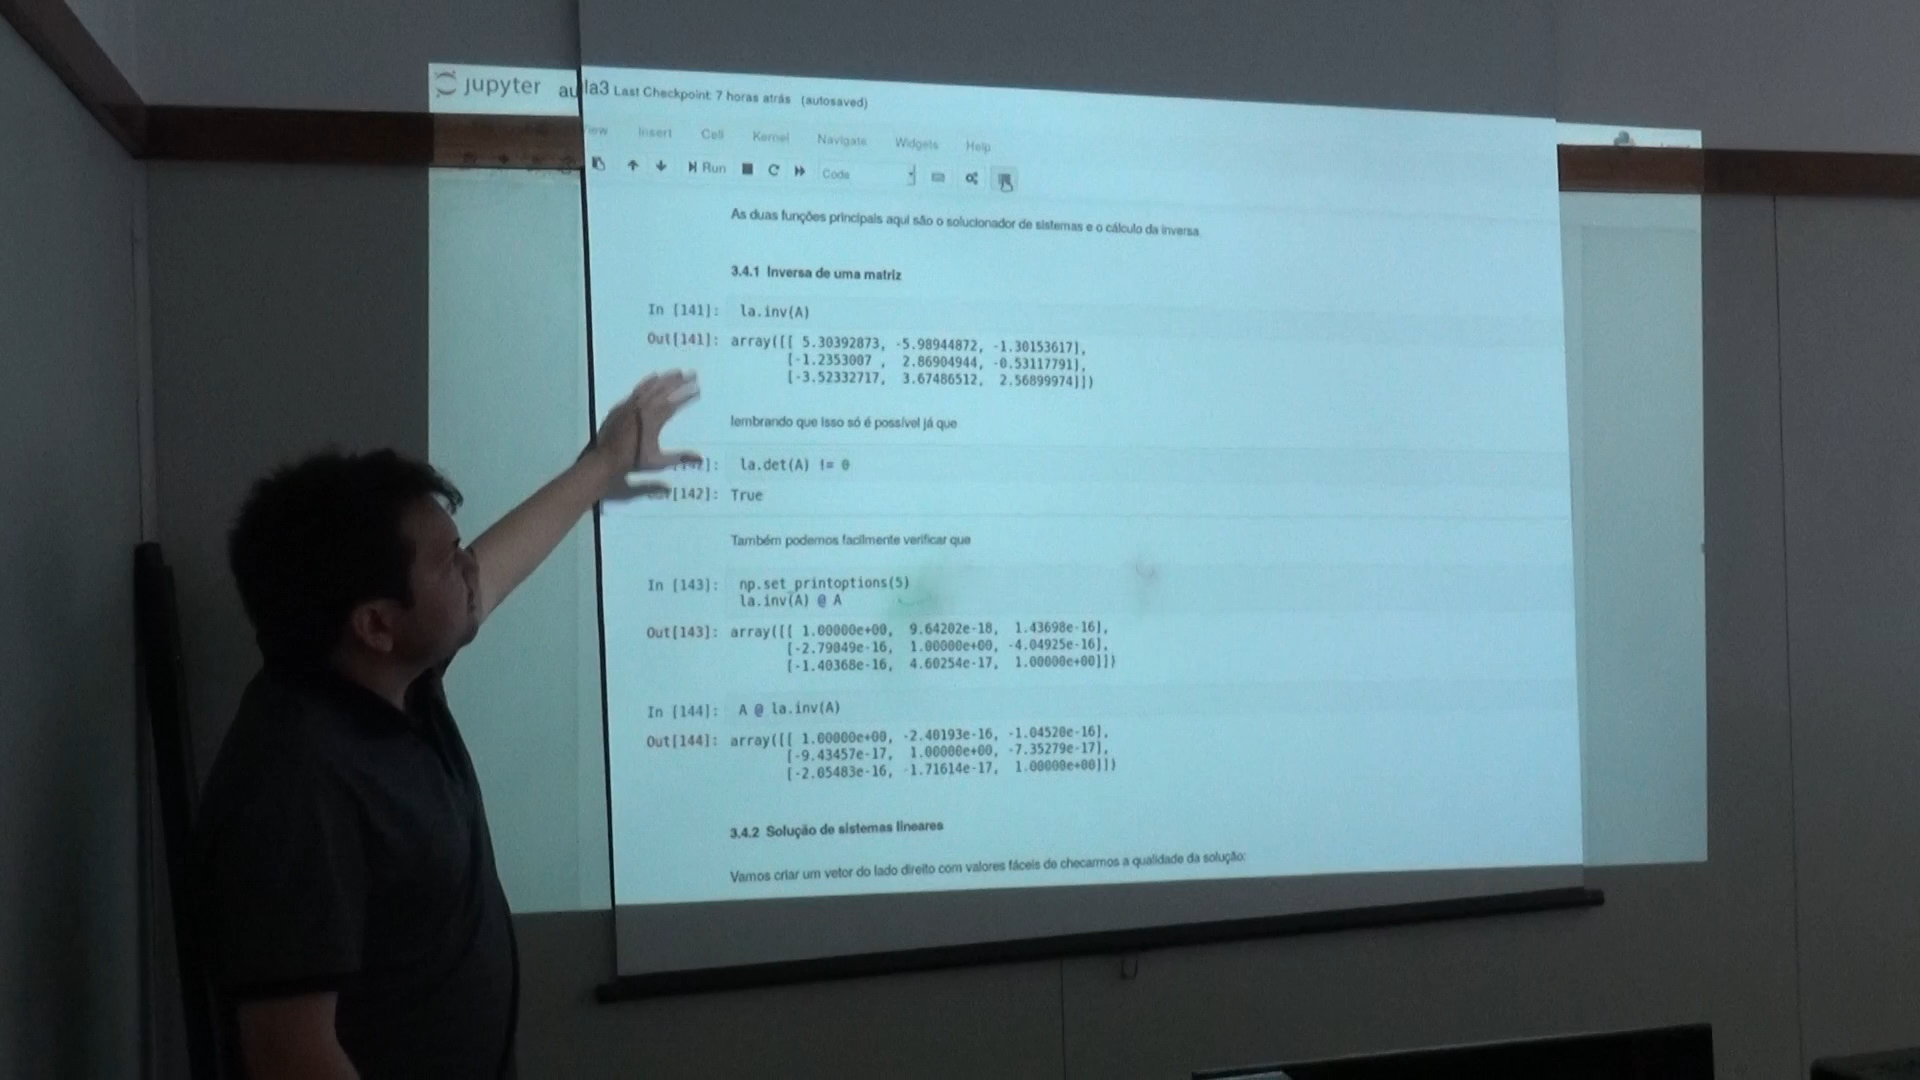 jupyter aula3 Last Checkpoint: 7 horas atrás (autosaved)
View Insert Cell Kernel Navigate Widgets Help
Run Code
As duas funções principais aqui são o solucionador de sistemas e o cálculo da inversa.
3.4.1 Inversa de uma matriz
In [141]: la.inv(A)
Out[141]: array([[ 5.30392873, -5.98944872, -1.30153617],
[-1.2353007 , 2.86904944, -0.53117791],
[-3.52332717, 3.67486512, 2.56899974]])
lembrando que isso só é possível já que
la.det(A) != 0
[142]: True
Também podemos facilmente verificar que
In [143]: np.set_printoptions(5)
la.inv(A) @ A
Out[143]: array([[ 1.00000e+00, 9.64202e-18, 1.43698e-16],
[-2.79049e-16, 1.00000e+00, -4.04925e-16],
[-1.40368e-16, 4.60254e-17, 1.00000e+00]])
In [144]: A @ la.inv(A)
Out[144]: array([[ 1.00000e+00, -2.40193e-16, -1.04520e-16],
[-9.43457e-17, 1.00000e+00, -7.35279e-17],
[-2.05483e-16, -1.71614e-17, 1.00000e+00]])
3.4.2 Solução de sistemas lineares
Vamos criar um vetor do lado direito com valores fáceis de checarmos a qualidade da solução: